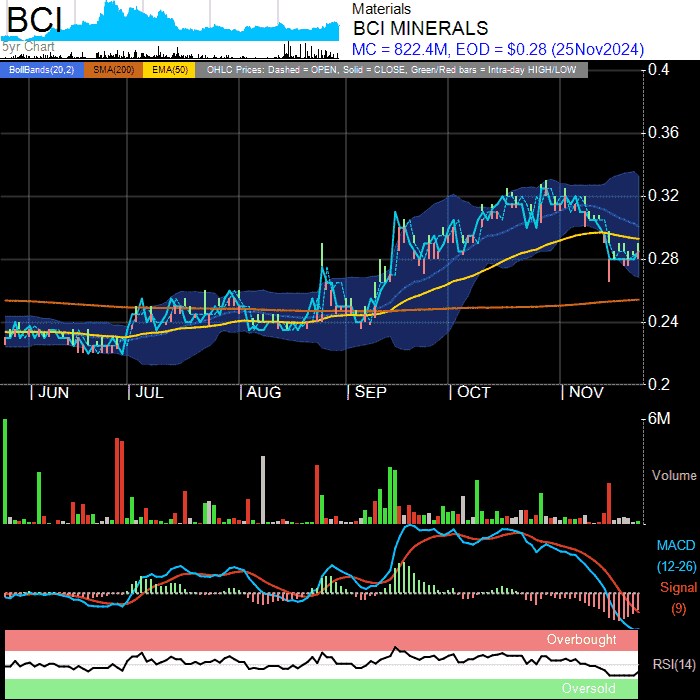 BCI
5yr Chart
Materials
BCI MINERALS
MC = 822.4M, EOD = $0.28 (25Nov2024)
BollBands(20,2) SMA(200) EMA(50) OHLC Prices: Dashed = OPEN, Solid = CLOSE, Green/Red bars = Intra-day HIGH/LOW
0.4
0.36
0.32
0.28
0.24
0.2
| JUN | JUL | AUG | SEP | OCT | NOV
6M
Volume
MACD
(12-26)
Signal
(9)
Overbought
RSI(14)
Oversold